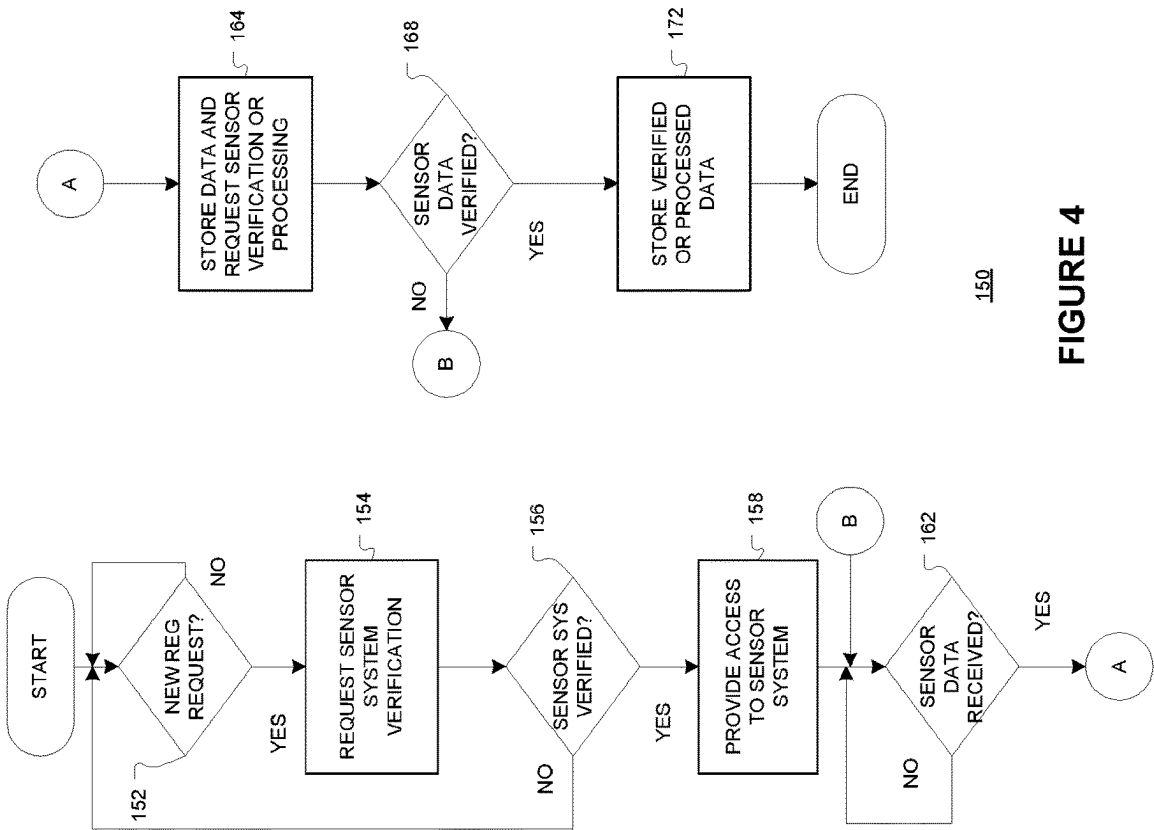 START
NEW REG
REQUEST?
152
NO
YES
REQUEST SENSOR
SYSTEM
VERIFICATION
154
SENSOR SYS
VERIFIED?
156
NO
YES
PROVIDE ACCESS
TO SENSOR
SYSTEM
158
B
SENSOR
DATA
RECEIVED?
162
NO
YES
A
A
STORE DATA AND
REQUEST SENSOR
VERIFICATION OR
PROCESSING
164
SENSOR
DATA
VERIFIED?
168
NO
B
YES
STORE VERIFIED
OR PROCESSED
DATA
172
END
150
FIGURE 4